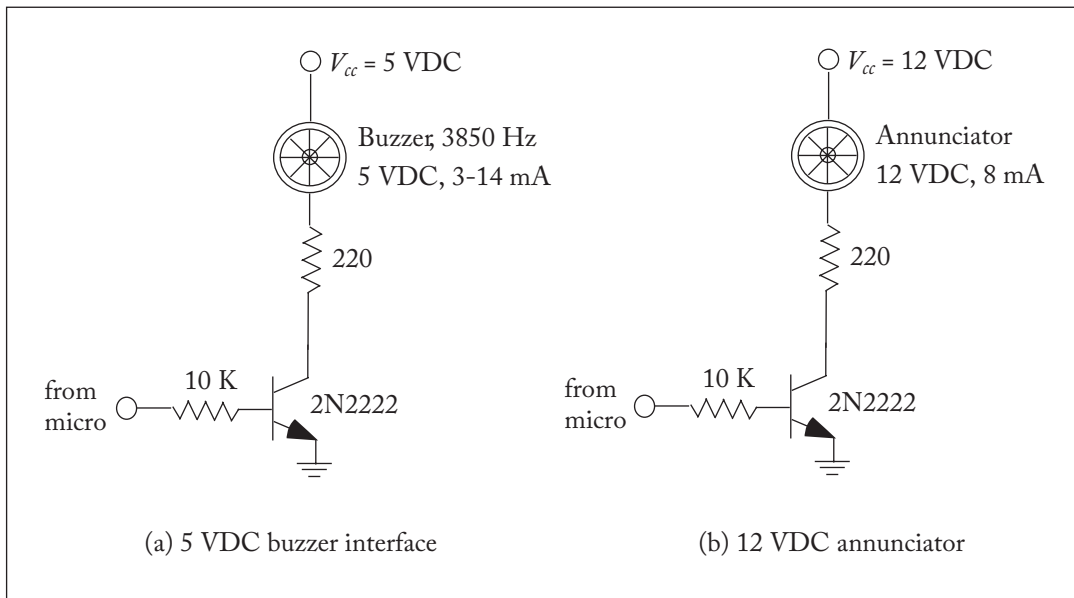 V_cc = 5 VDC
Buzzer, 3850 Hz
5 VDC, 3-14 mA
220
from
micro
10 K
2N2222
(a) 5 VDC buzzer interface
V_cc = 12 VDC
Annunciator
12 VDC, 8 mA
220
from
micro
10 K
2N2222
(b) 12 VDC annunciator